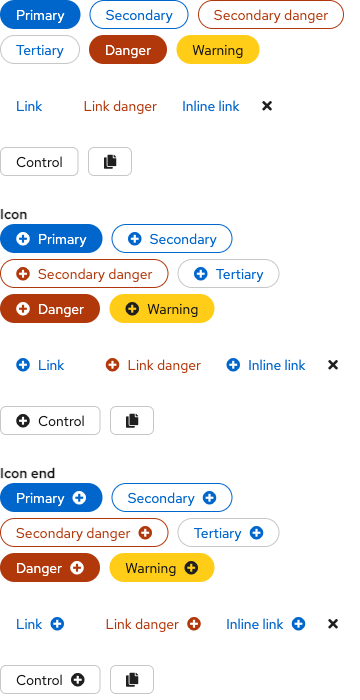 Primary Secondary Secondary danger
Tertiary Danger Warning
Link Link danger Inline link
Control
Icon
Primary Secondary
Secondary danger Tertiary
Danger Warning
Link Link danger Inline link
Control
Icon end
Primary Secondary
Secondary danger Tertiary
Danger Warning
Link Link danger Inline link
Control